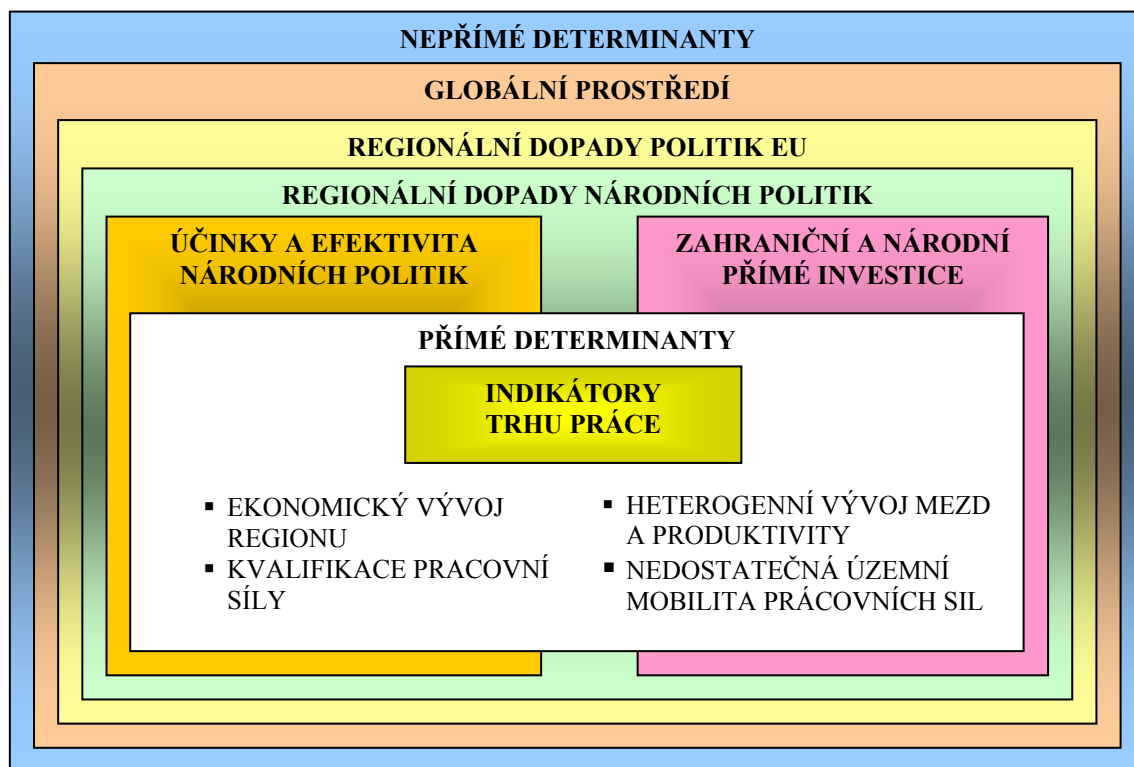 NEPŘÍMÉ DETERMINANTY
GLOBÁLNÍ PROSTŘEDÍ
REGIONÁLNÍ DOPADY POLITIK EU
REGIONÁLNÍ DOPADY NÁRODNÍCH POLITIK
ÚČINKY A EFEKTIVITA
NÁRODNÍCH POLITIK
ZAHRANIČNÍ A NÁRODNÍ
PŘÍMÉ INVESTICE
PŘÍMÉ DETERMINANTY
INDIKÁTORY
TRHU PRÁCE
▪ EKONOMICKÝ VÝVOJ
REGIONU
▪ KVALIFIKACE PRACOVNÍ
SÍLY
▪ HETEROGENNÍ VÝVOJ MEZD
A PRODUKTIVITY
▪ NEDOSTATEČNÁ ÚZEMNÍ
MOBILITA PRÁCOVNÍCH SIL